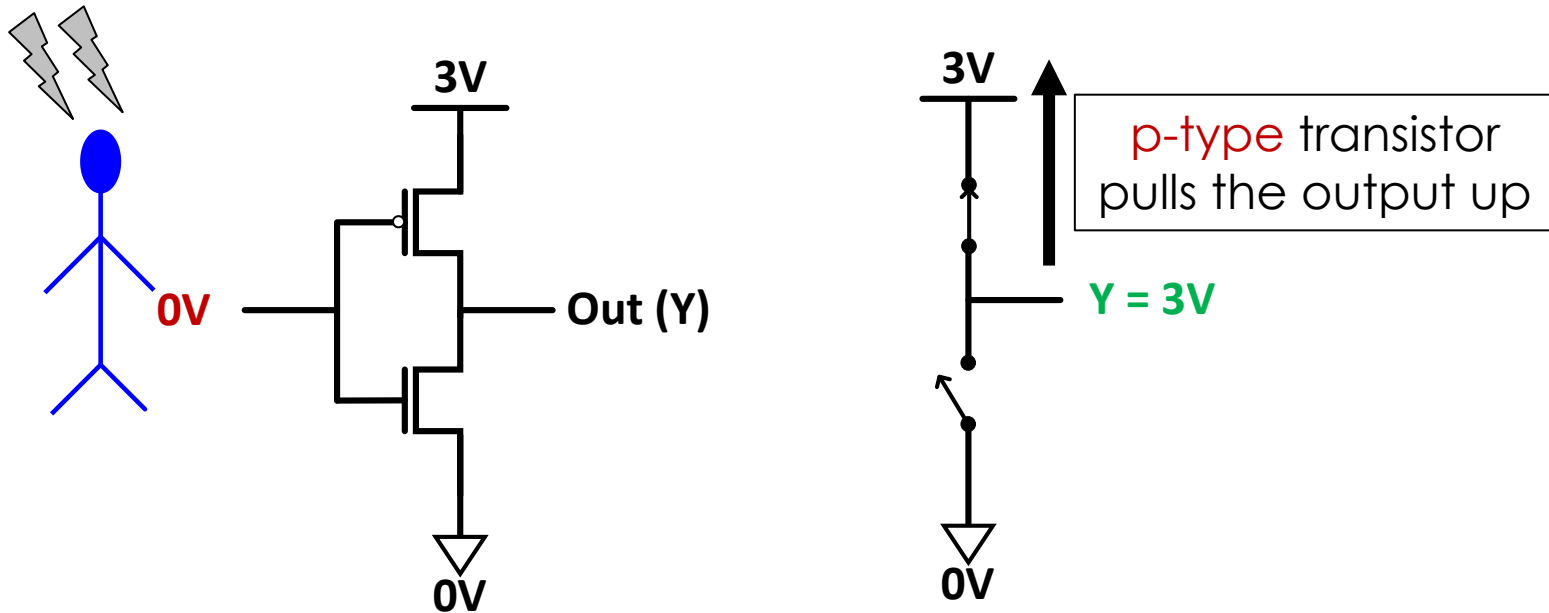 3V
0V
Out (Y)
0V
3V
p-type transistor
pulls the output up
Y = 3V
0V